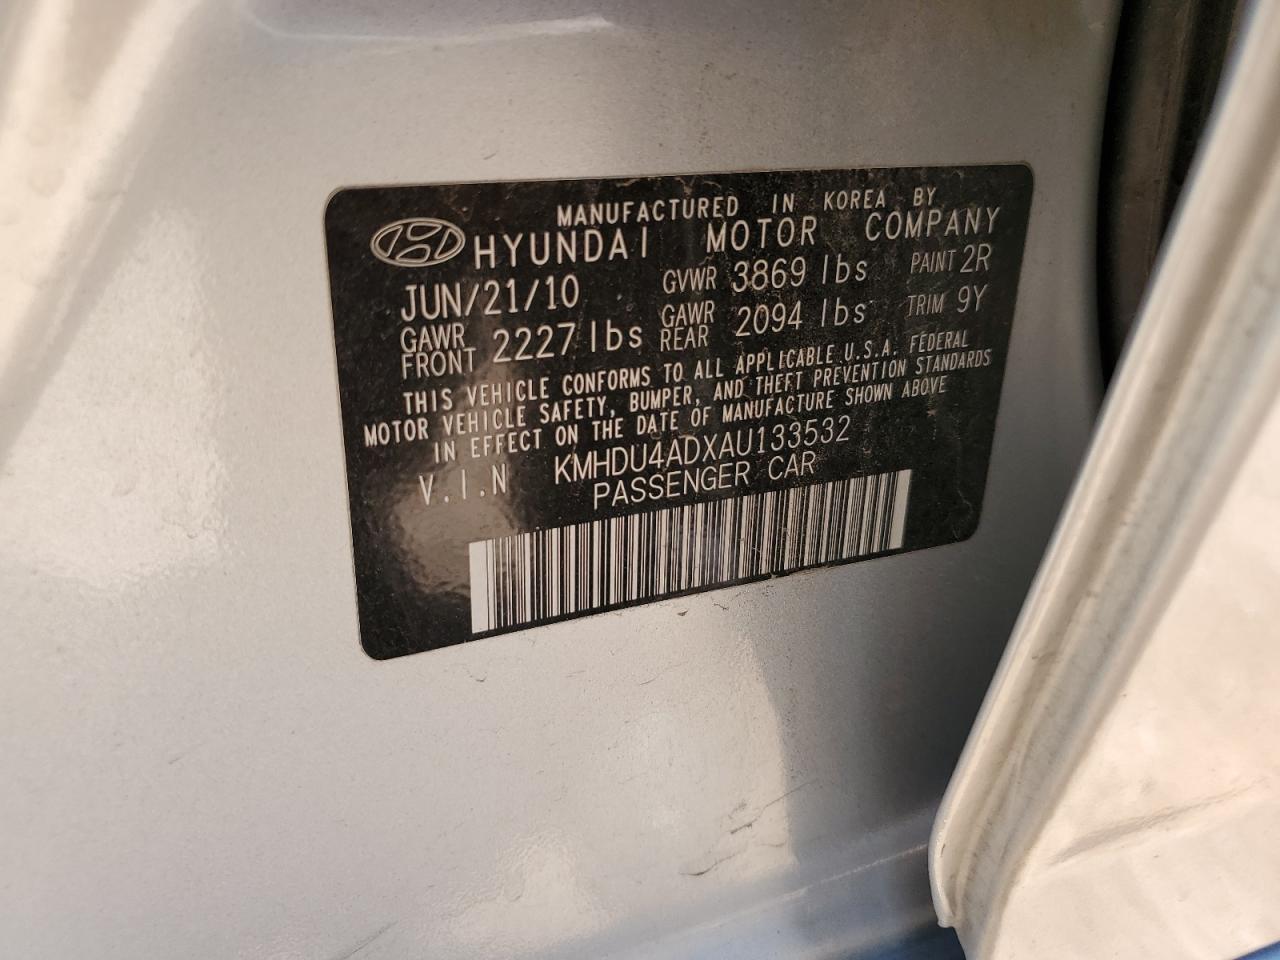 MANUFACTURED IN KOREA BY
HYUNDAI MOTOR COMPANY
JUN/21/10 GVWR 3869 lbs PAINT 2R
GAWR FRONT 2227 lbs GAWR REAR 2094 lbs TRIM 9Y
THIS VEHICLE CONFORMS TO ALL APPLICABLE U.S.A. FEDERAL
MOTOR VEHICLE SAFETY, BUMPER, AND THEFT PREVENTION STANDARDS
IN EFFECT ON THE DATE OF MANUFACTURE SHOWN ABOVE
V.I.N KMHDU4ADXAU133532
PASSENGER CAR